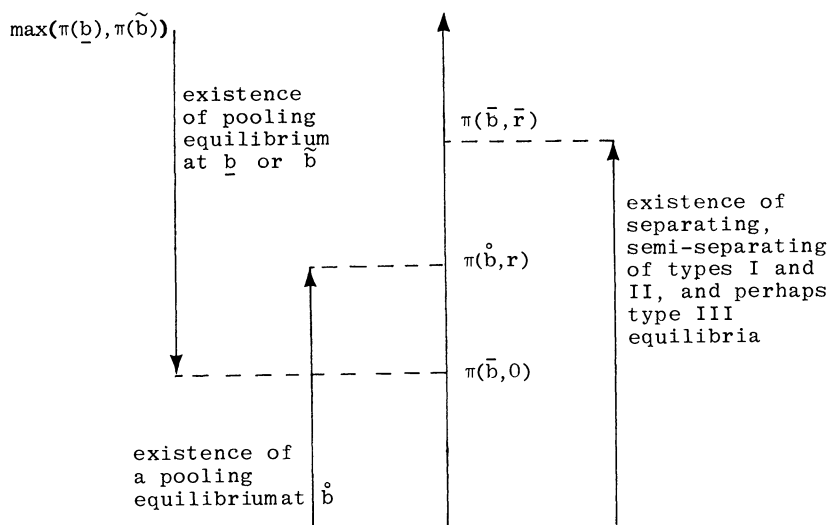 max(π(b̲),π(b̃))
existence
of pooling
equilibrium
at b̲ or b̃
π(b̄,r̄)
existence of
separating,
semi-separating
of types I and
II, and perhaps
type III
equilibria
π(b̊,r)
π(b̄,0)
existence of
a pooling
equilibriumat b̊